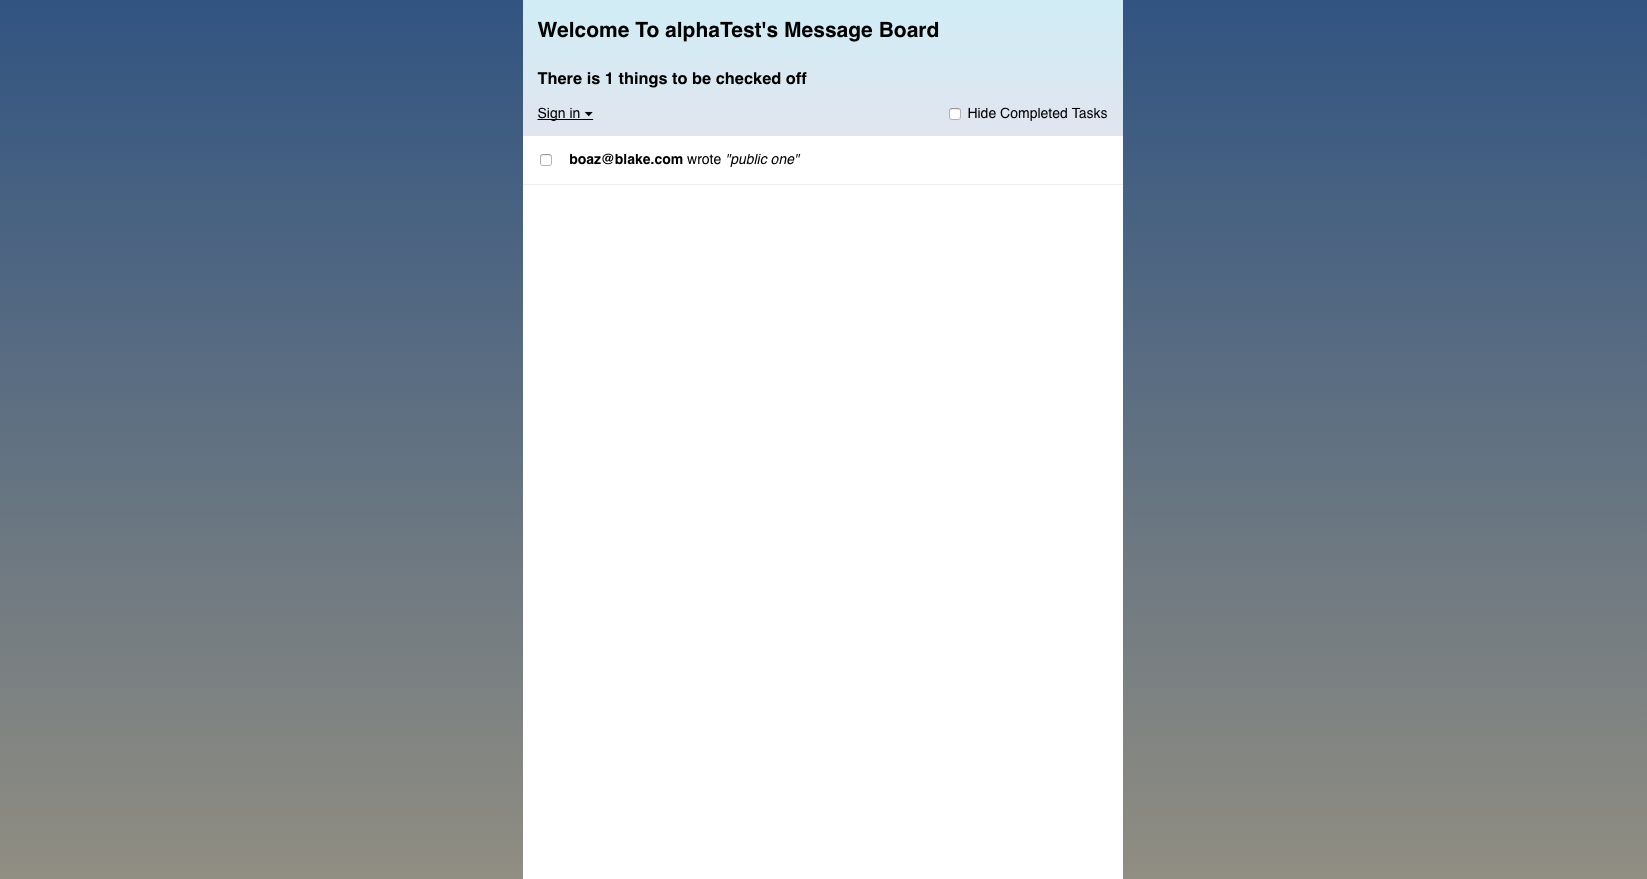 Welcome To alphaTest's Message Board
There is 1 things to be checked off
Sign in
Hide Completed Tasks
boaz@blake.com wrote "public one"